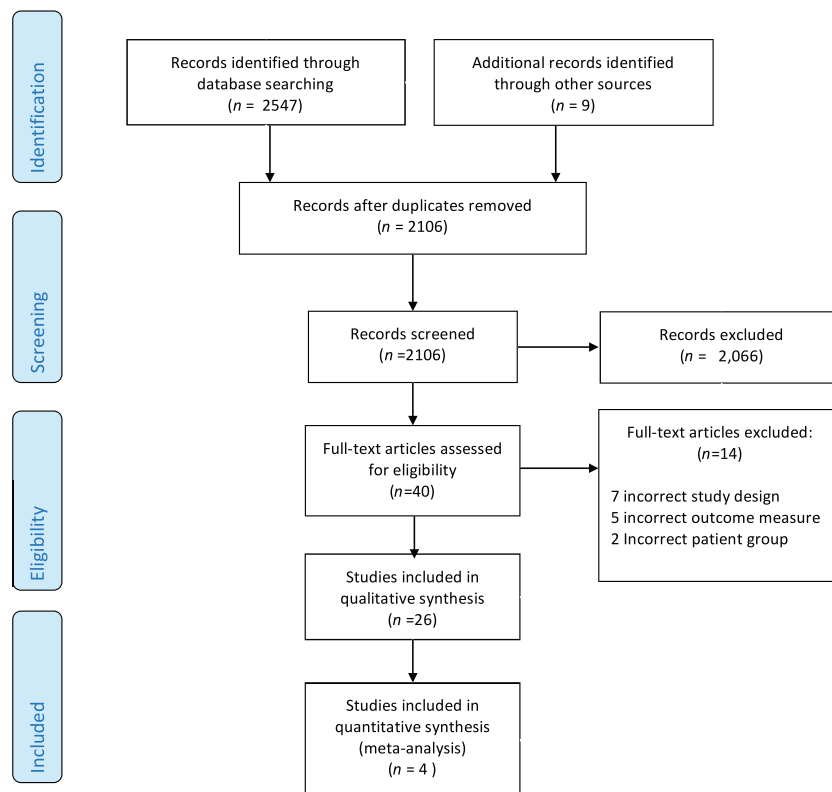 Identification
Records identified through
database searching
(n = 2547)
Additional records identified
through other sources
(n = 9)
Records after duplicates removed
(n = 2106)
Screening
Records screened
(n =2106)
Records excluded
(n = 2,066)
Eligibility
Full-text articles assessed
for eligibility
(n=40)
Full-text articles excluded:
(n=14)
7 incorrect study design
5 incorrect outcome measure
2 Incorrect patient group
Studies included in
qualitative synthesis
(n =26)
Included
Studies included in
quantitative synthesis
(meta-analysis)
(n = 4 )